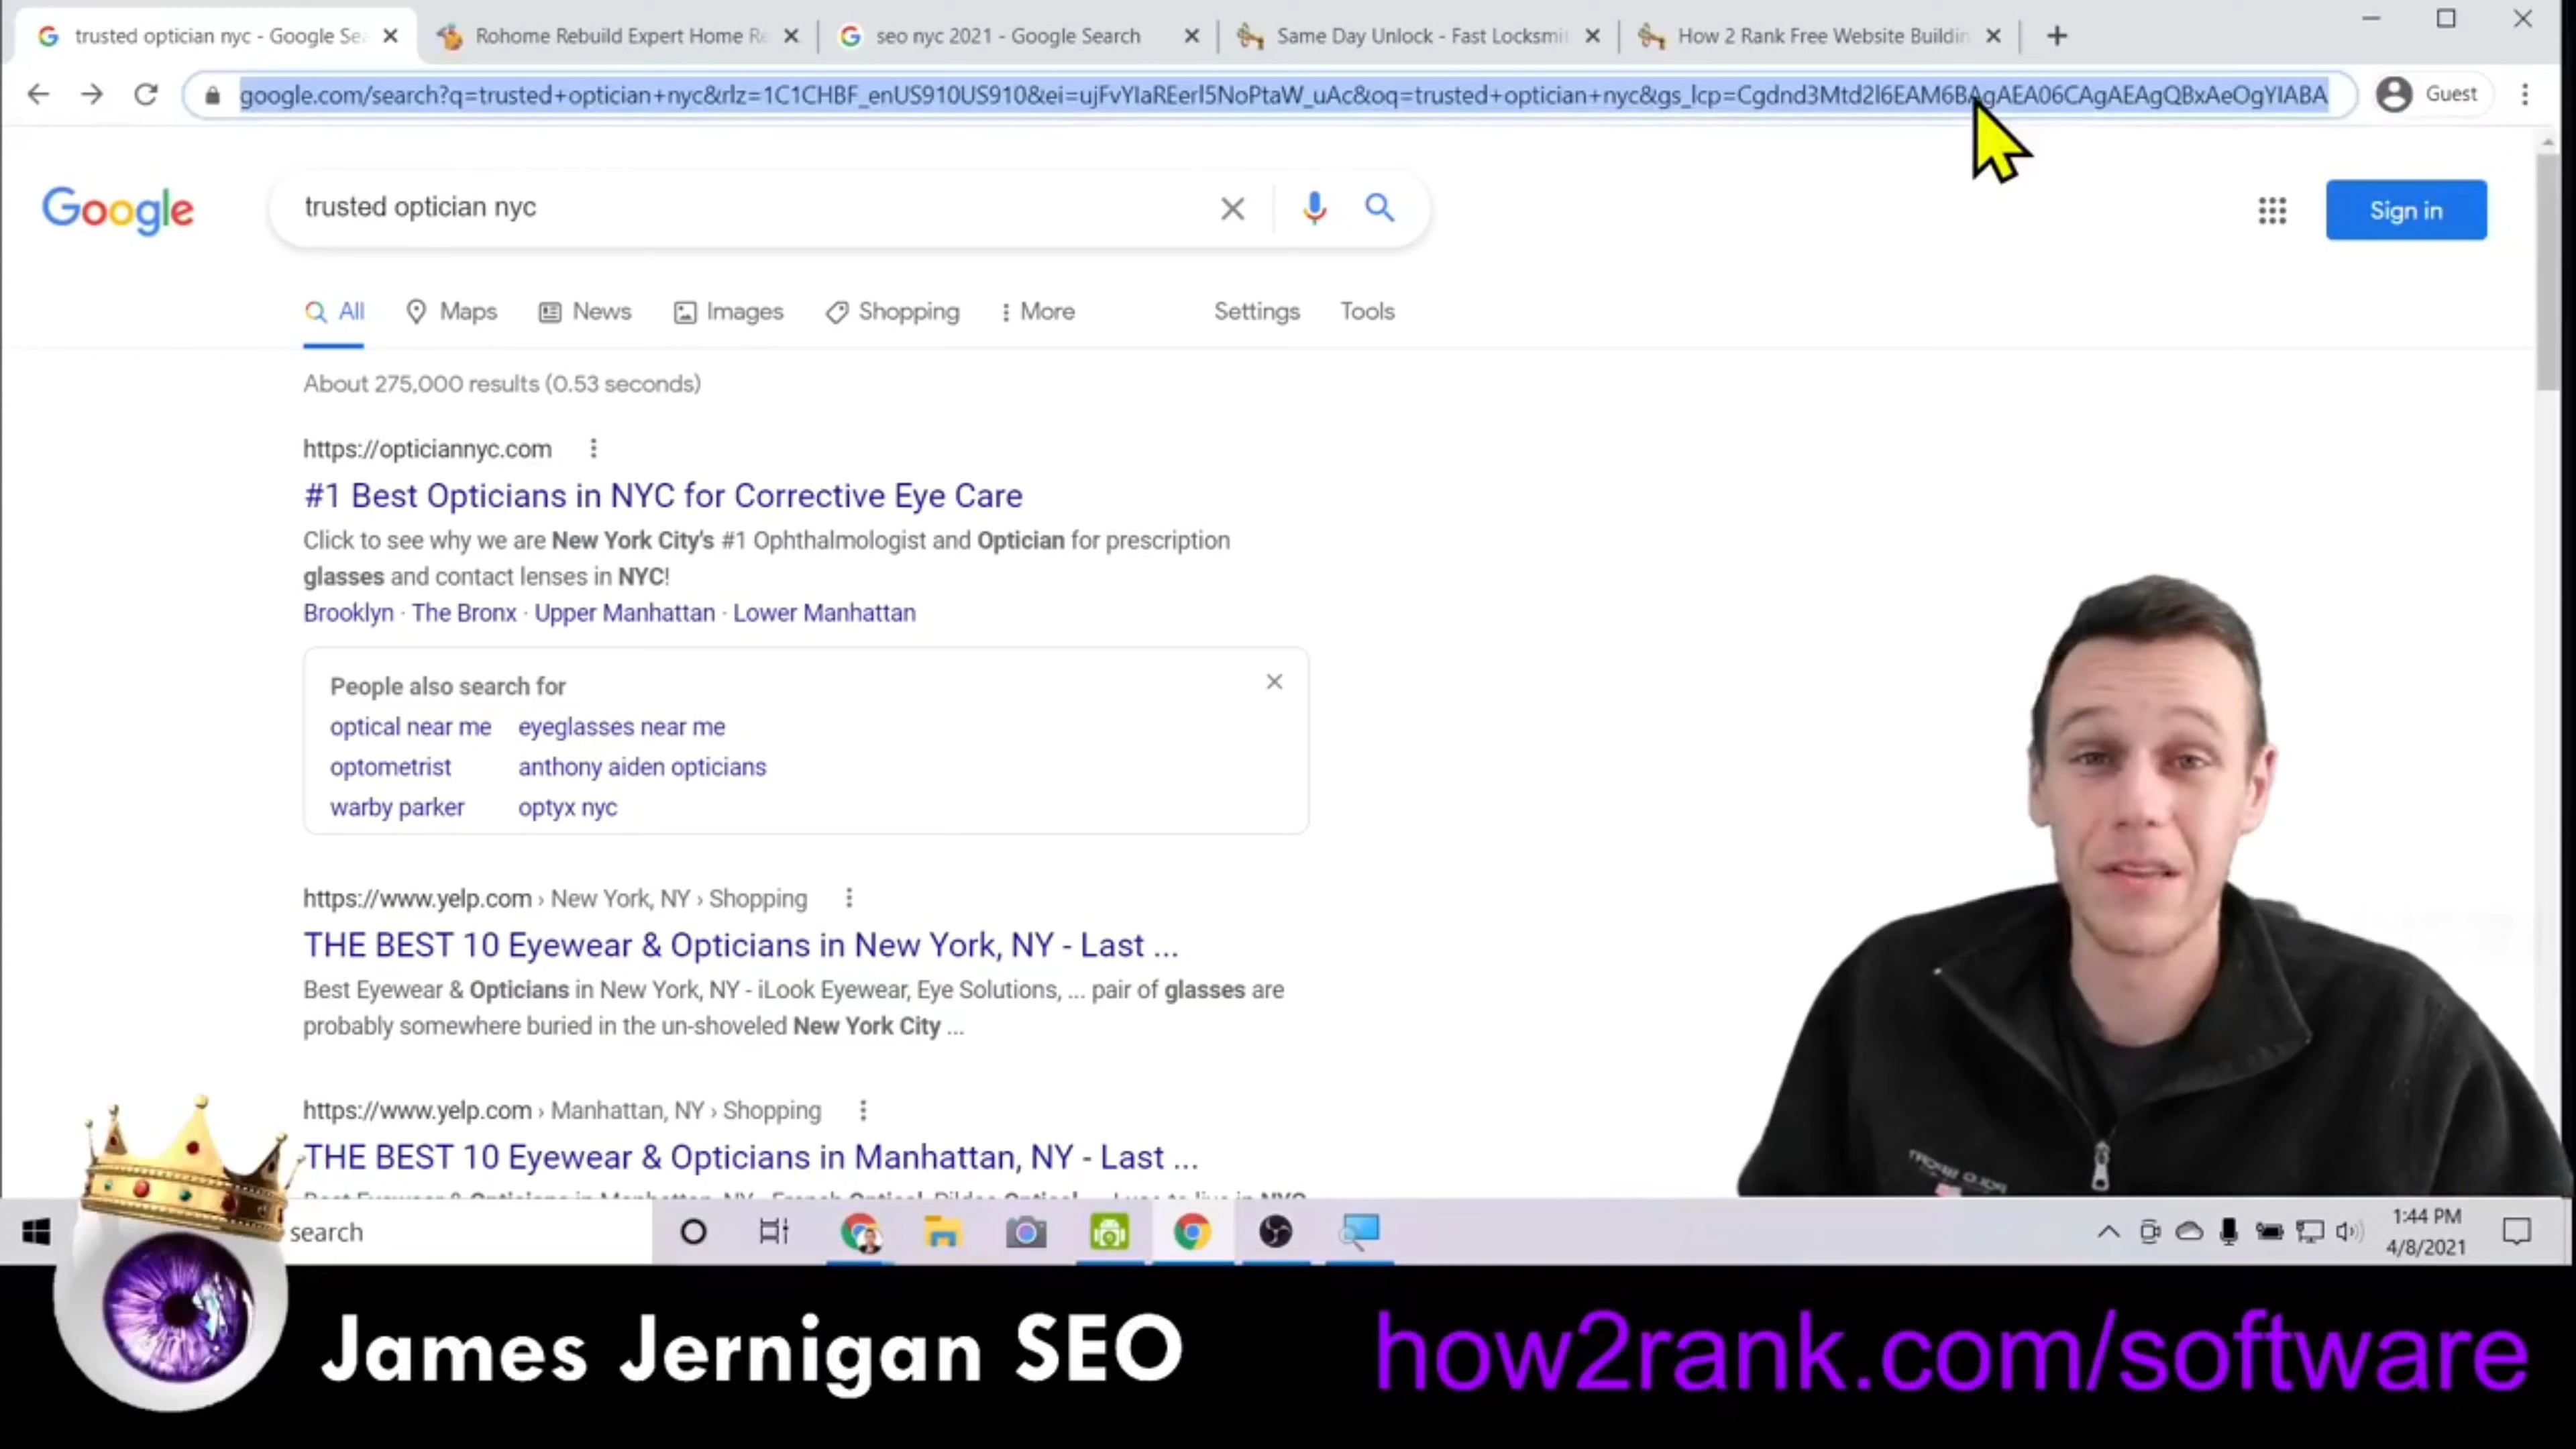 trusted optician nyc - Google Sea
Rohome Rebuild Expert Home Re
seo nyc 2021 - Google Search
Same Day Unlock - Fast Locksmi
How 2 Rank Free Website Buildin
google.com/search?q=trusted+optician+nyc&rlz=1C1CHBF_enUS910US910&ei=ujFvYIaREerl5NoPtaW_uAc&oq=trusted+optician+nyc&gs_lcp=Cgdnd3Mtd2l6EAM6BAgAEA06CAgAEAgQBxAeOgYIABA
Guest
Google
trusted optician nyc
Sign in
All Maps News Images Shopping More Settings Tools
About 275,000 results (0.53 seconds)
https://opticiannyc.com
#1 Best Opticians in NYC for Corrective Eye Care
Click to see why we are New York City's #1 Ophthalmologist and Optician for prescription
glasses and contact lenses in NYC!
Brooklyn · The Bronx · Upper Manhattan · Lower Manhattan
People also search for
optical near me eyeglasses near me
optometrist anthony aiden opticians
warby parker optyx nyc
https://www.yelp.com › New York, NY › Shopping
THE BEST 10 Eyewear & Opticians in New York, NY - Last ...
Best Eyewear & Opticians in New York, NY - iLook Eyewear, Eye Solutions, ... pair of glasses are
probably somewhere buried in the un-shoveled New York City ...
https://www.yelp.com › Manhattan, NY › Shopping
THE BEST 10 Eyewear & Opticians in Manhattan, NY - Last ...
search
1:44 PM
4/8/2021
James Jernigan SEO
how2rank.com/software